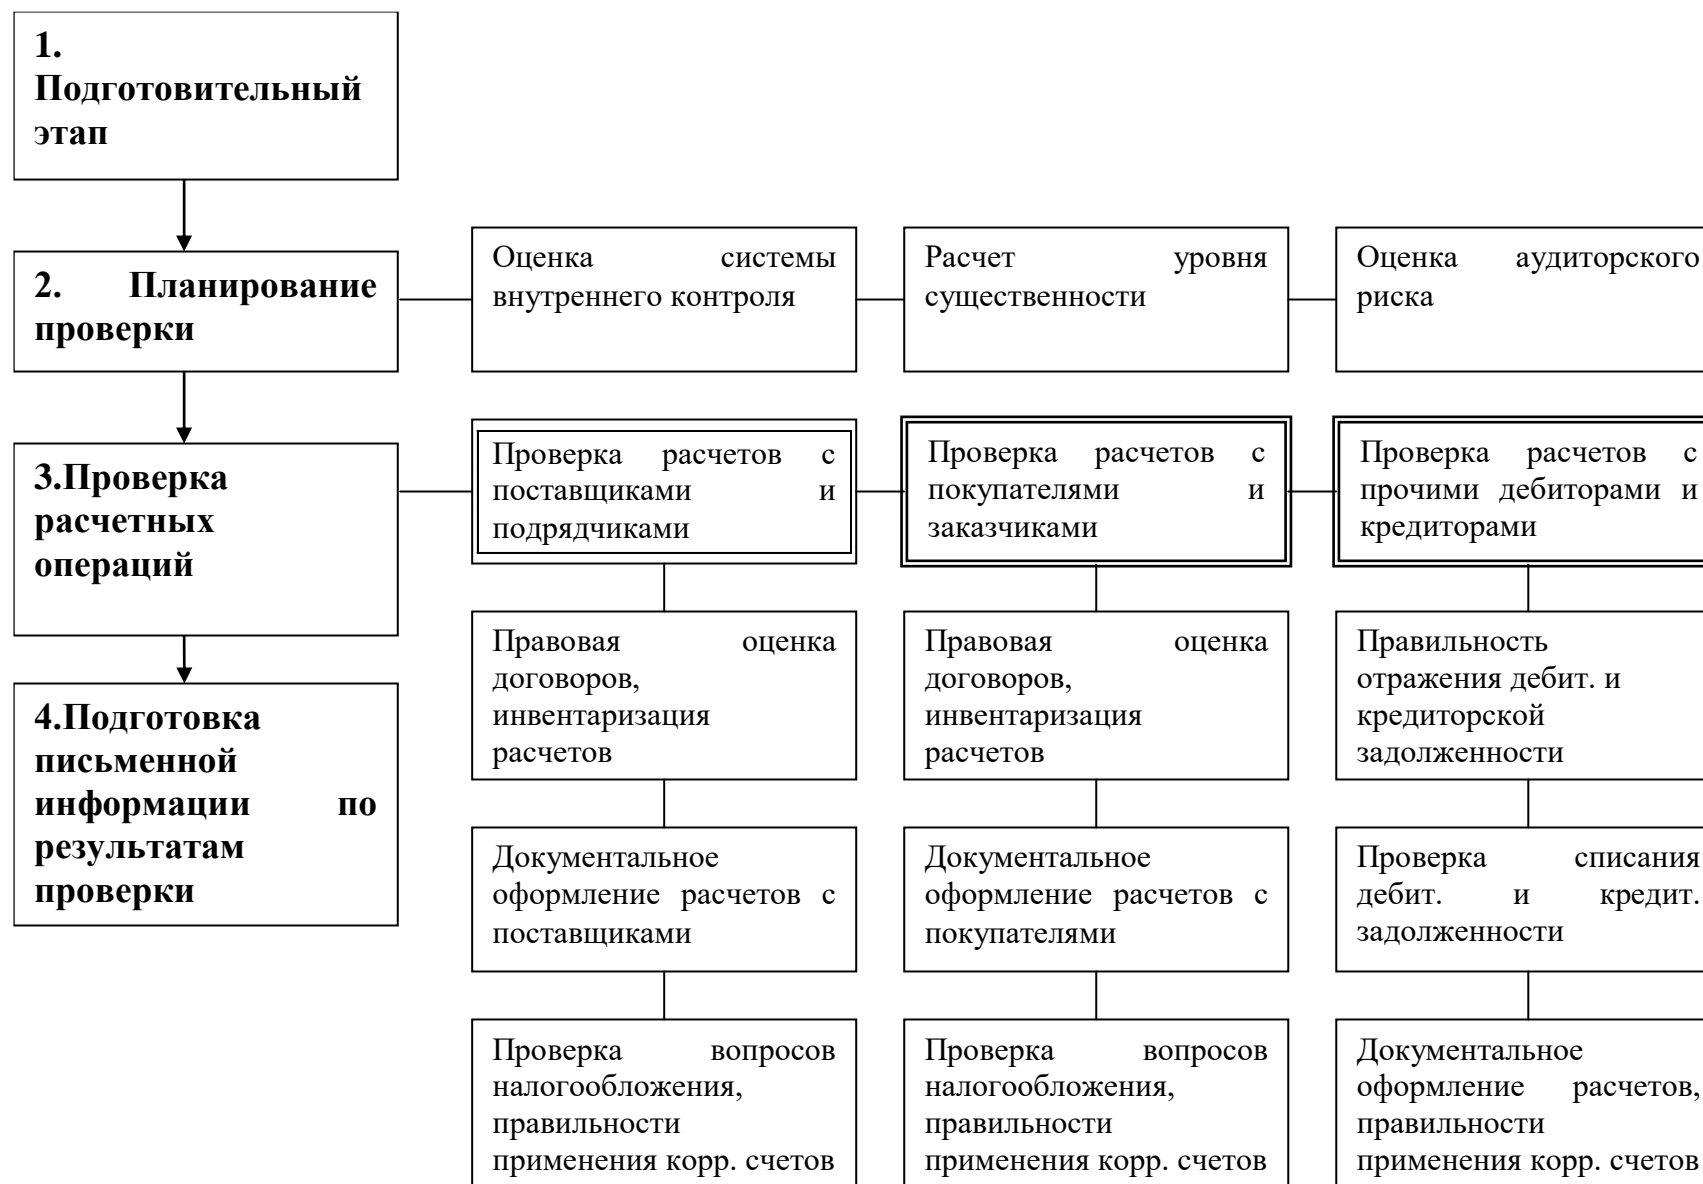 1.
Подготовительный
этап
2. Планирование
проверки
Оценка системы
внутреннего контроля
Расчет уровня
существенности
Оценка аудиторского
риска
3.Проверка
расчетных
операций
Проверка расчетов с
поставщиками и
подрядчиками
Проверка расчетов с
покупателями и
заказчиками
Проверка расчетов с
прочими дебиторами и
кредиторами
4.Подготовка
письменной
информации по
результатам
проверки
Правовая оценка
договоров,
инвентаризация
расчетов
Правовая оценка
договоров,
инвентаризация
расчетов
Правильность
отражения дебит. и
кредиторской
задолженности
Документальное
оформление расчетов с
поставщиками
Документальное
оформление расчетов с
покупателями
Проверка списания
дебит. и кредит.
задолженности
Проверка вопросов
налогообложения,
правильности
применения корр. счетов
Проверка вопросов
налогообложения,
правильности
применения корр. счетов
Документальное
оформление расчетов,
правильности
применения корр. счетов